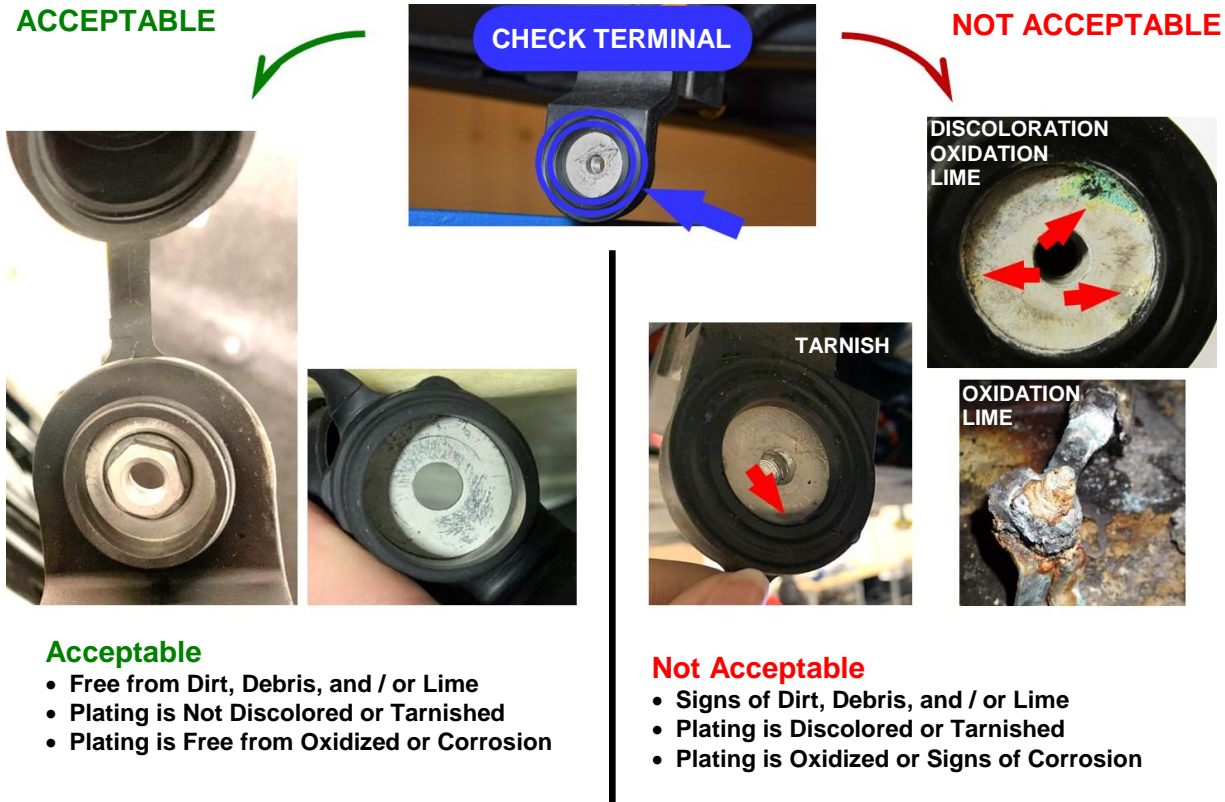 ACCEPTABLE
CHECK TERMINAL
NOT ACCEPTABLE
DISCOLORATION
OXIDATION
LIME
TARNISH
OXIDATION
LIME
Acceptable
• Free from Dirt, Debris, and / or Lime
• Plating is Not Discolored or Tarnished
• Plating is Free from Oxidized or Corrosion
Not Acceptable
• Signs of Dirt, Debris, and / or Lime
• Plating is Discolored or Tarnished
• Plating is Oxidized or Signs of Corrosion